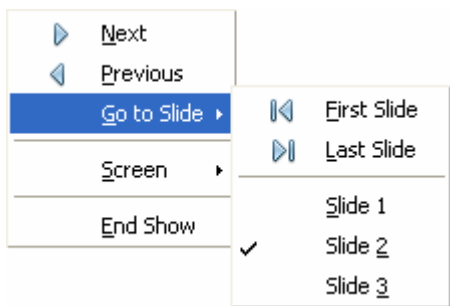 Next
Previous
Go to Slide
Screen
End Show
First Slide
Last Slide
Slide 1
Slide 2
Slide 3